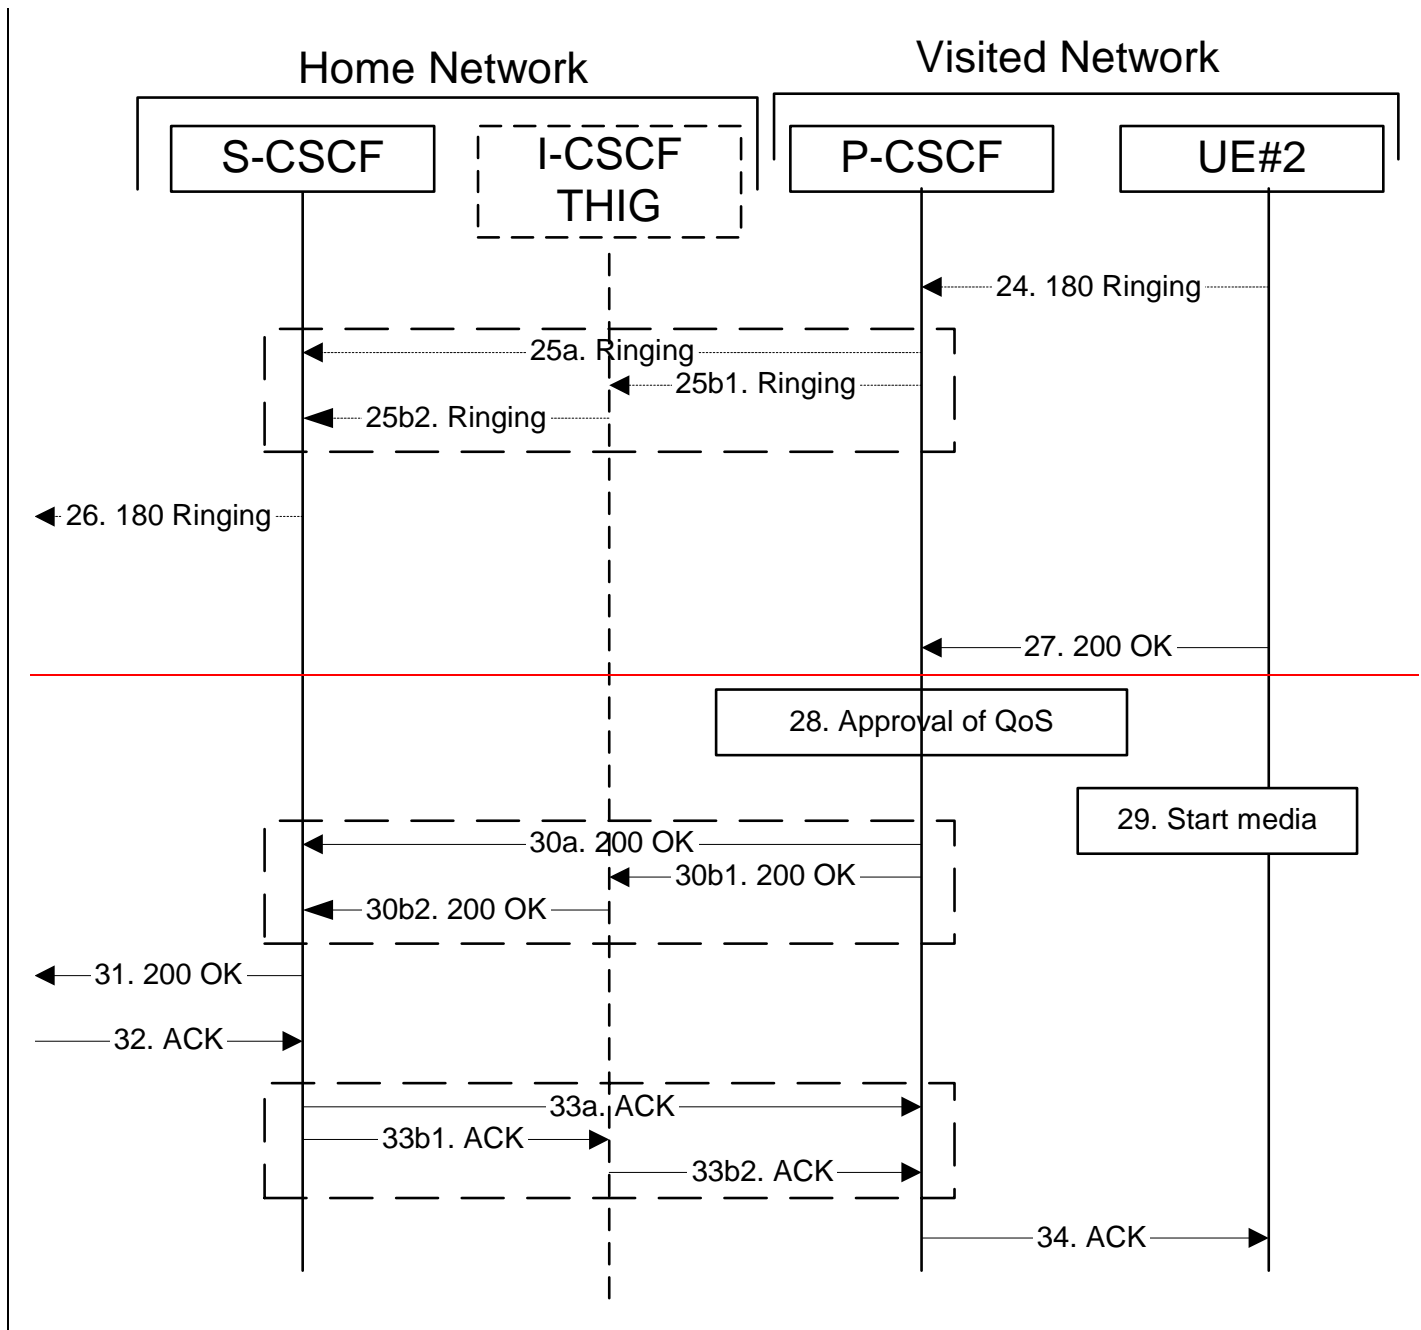 Home Network
Visited Network
S-CSCF
I-CSCF
THIG
P-CSCF
UE#2
24. 180 Ringing
25a. Ringing
25b1. Ringing
25b2. Ringing
26. 180 Ringing
27. 200 OK
28. Approval of QoS
29. Start media
30a. 200 OK
30b1. 200 OK
30b2. 200 OK
31. 200 OK
32. ACK
33a. ACK
33b1. ACK
33b2. ACK
34. ACK